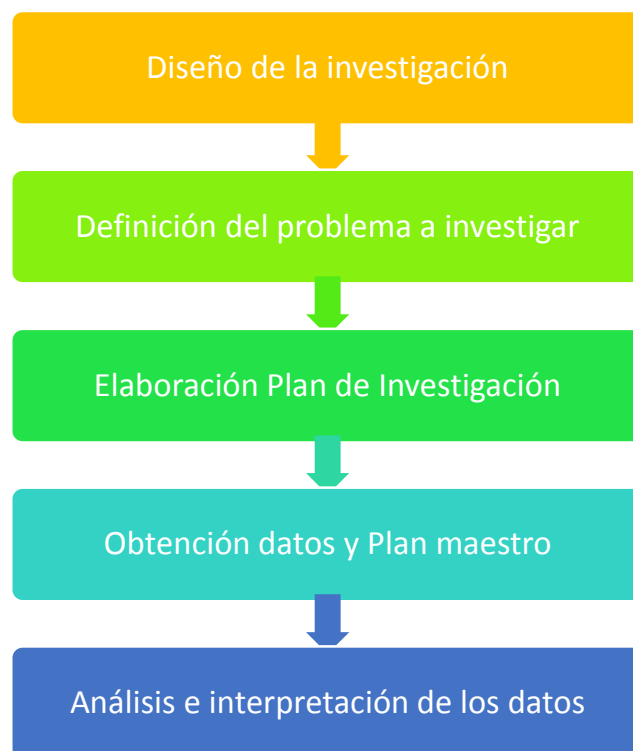 Diseño de la investigación
Definición del problema a investigar
Elaboración Plan de Investigación
Obtención datos y Plan maestro
Análisis e interpretación de los datos